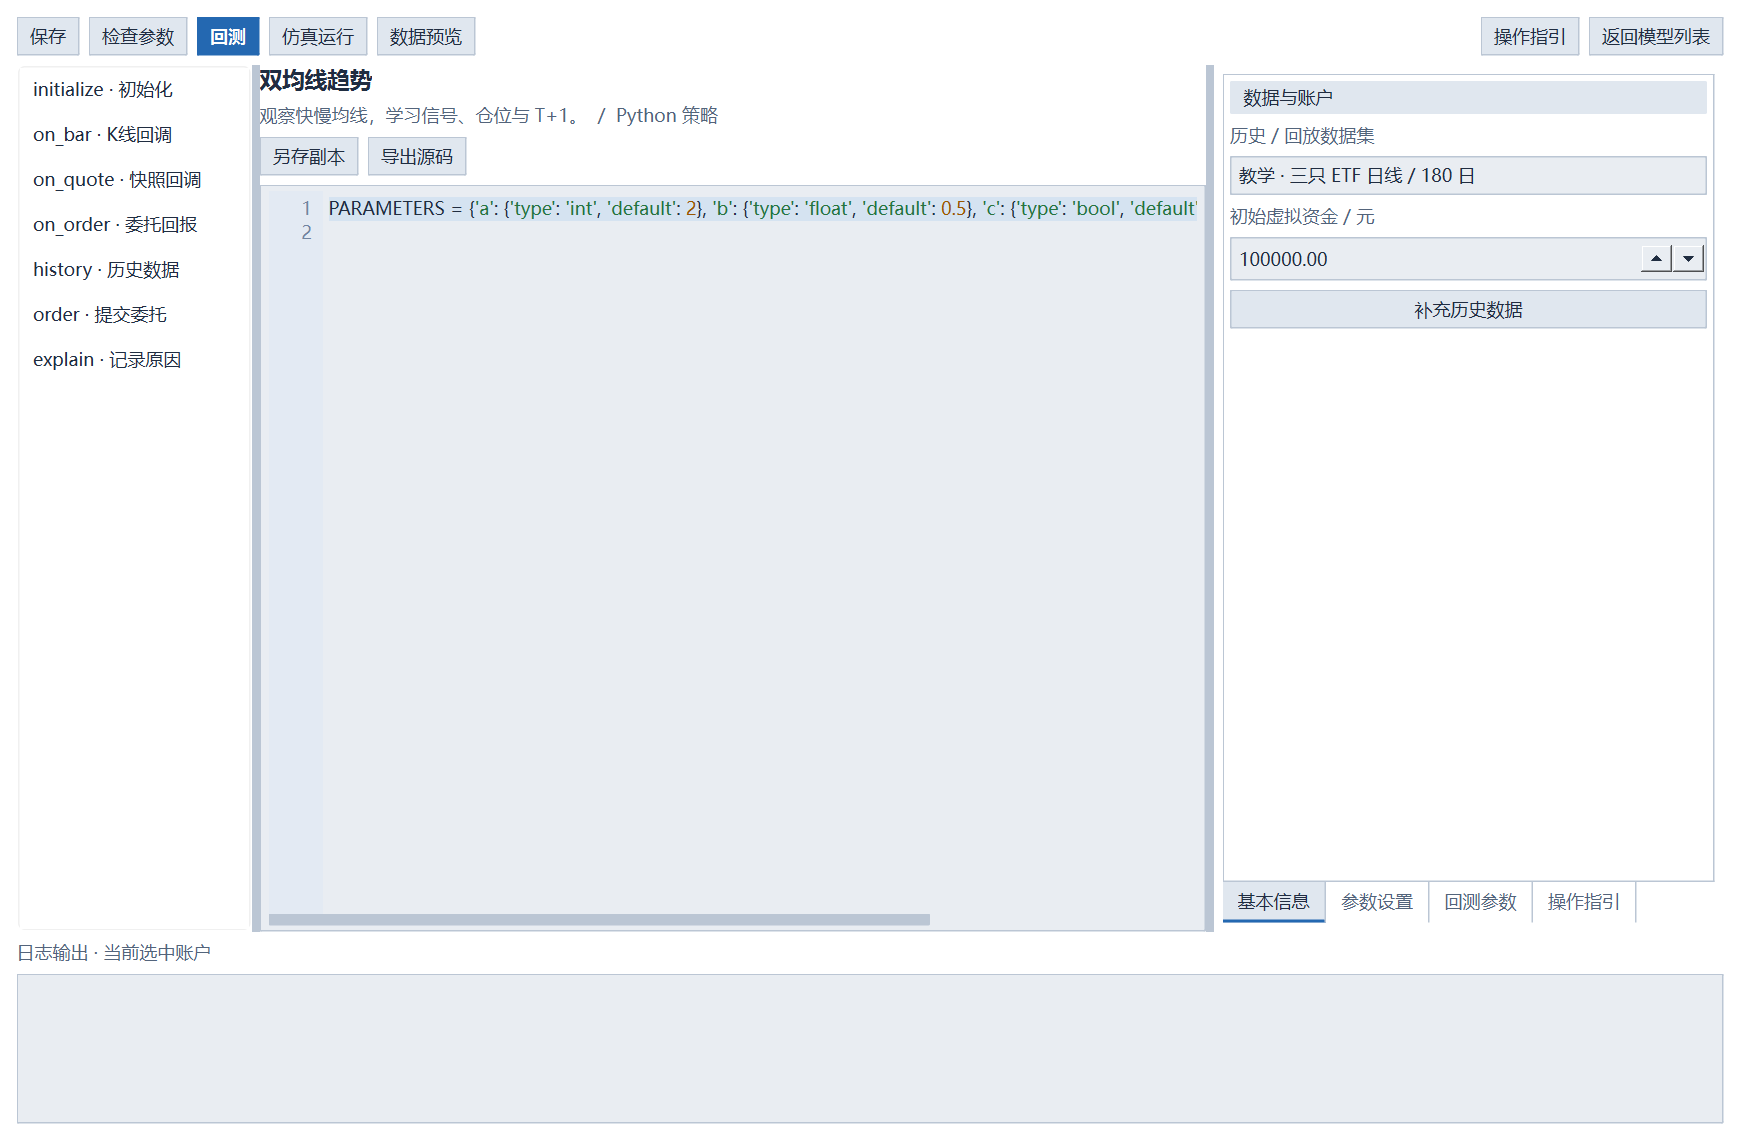 保存 检查参数 回测 仿真运行 数据预览 操作指引 返回模型列表
initialize · 初始化
on_bar · K线回调
on_quote · 快照回调
on_order · 委托回报
history · 历史数据
order · 提交委托
explain · 记录原因
双均线趋势
观察快慢均线，学习信号、仓位与 T+1。 / Python 策略
另存副本 导出源码
1 PARAMETERS = {'a': {'type': 'int', 'default': 2}, 'b': {'type': 'float', 'default': 0.5}, 'c': {'type': 'bool', 'default'
2
数据与账户
历史 / 回放数据集
教学 · 三只 ETF 日线 / 180 日
初始虚拟资金 / 元
100000.00
补充历史数据
基本信息 参数设置 回测参数 操作指引
日志输出 · 当前选中账户